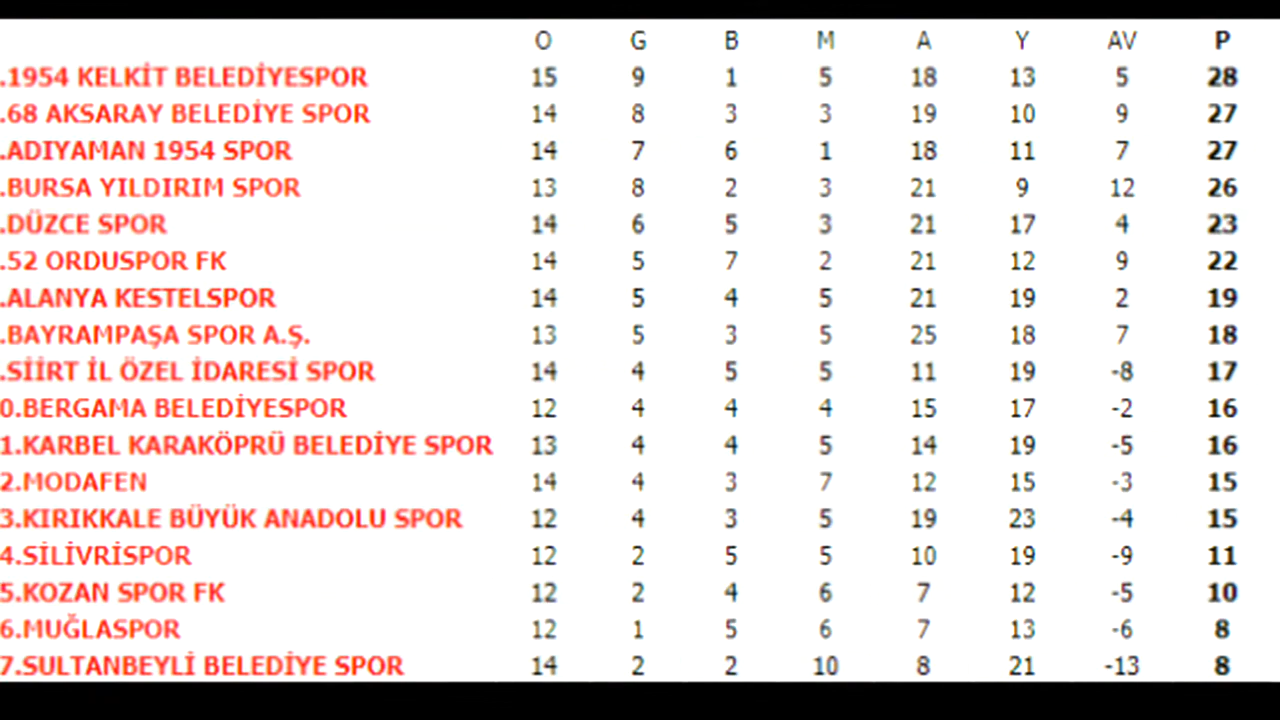 O G B M A Y AV P
.1954 KELKİT BELEDİYESPOR 15 9 1 5 18 13 5 28
.68 AKSARAY BELEDİYE SPOR 14 8 3 3 19 10 9 27
.ADIYAMAN 1954 SPOR 14 7 6 1 18 11 7 27
.BURSA YILDIRIM SPOR 13 8 2 3 21 9 12 26
.DÜZCE SPOR 14 6 5 3 21 17 4 23
.52 ORDUSPOR FK 14 5 7 2 21 12 9 22
.ALANYA KESTELSPOR 14 5 4 5 21 19 2 19
.BAYRAMPAŞA SPOR A.Ş. 13 5 3 5 25 18 7 18
.SİİRT İL ÖZEL İDARESİ SPOR 14 4 5 5 11 19 -8 17
0.BERGAMA BELEDİYESPOR 12 4 4 4 15 17 -2 16
1.KARBEL KARAKÖPRÜ BELEDİYE SPOR 13 4 4 5 14 19 -5 16
2.MODAFEN 14 4 3 7 12 15 -3 15
3.KIRIKKALE BÜYÜK ANADOLU SPOR 12 4 3 5 19 23 -4 15
4.SİLİVRİSPOR 12 2 5 5 10 19 -9 11
5.KOZAN SPOR FK 12 2 4 6 7 12 -5 10
6.MUĞLASPOR 12 1 5 6 7 13 -6 8
7.SULTANBEYLİ BELEDİYE SPOR 14 2 2 10 8 21 -13 8